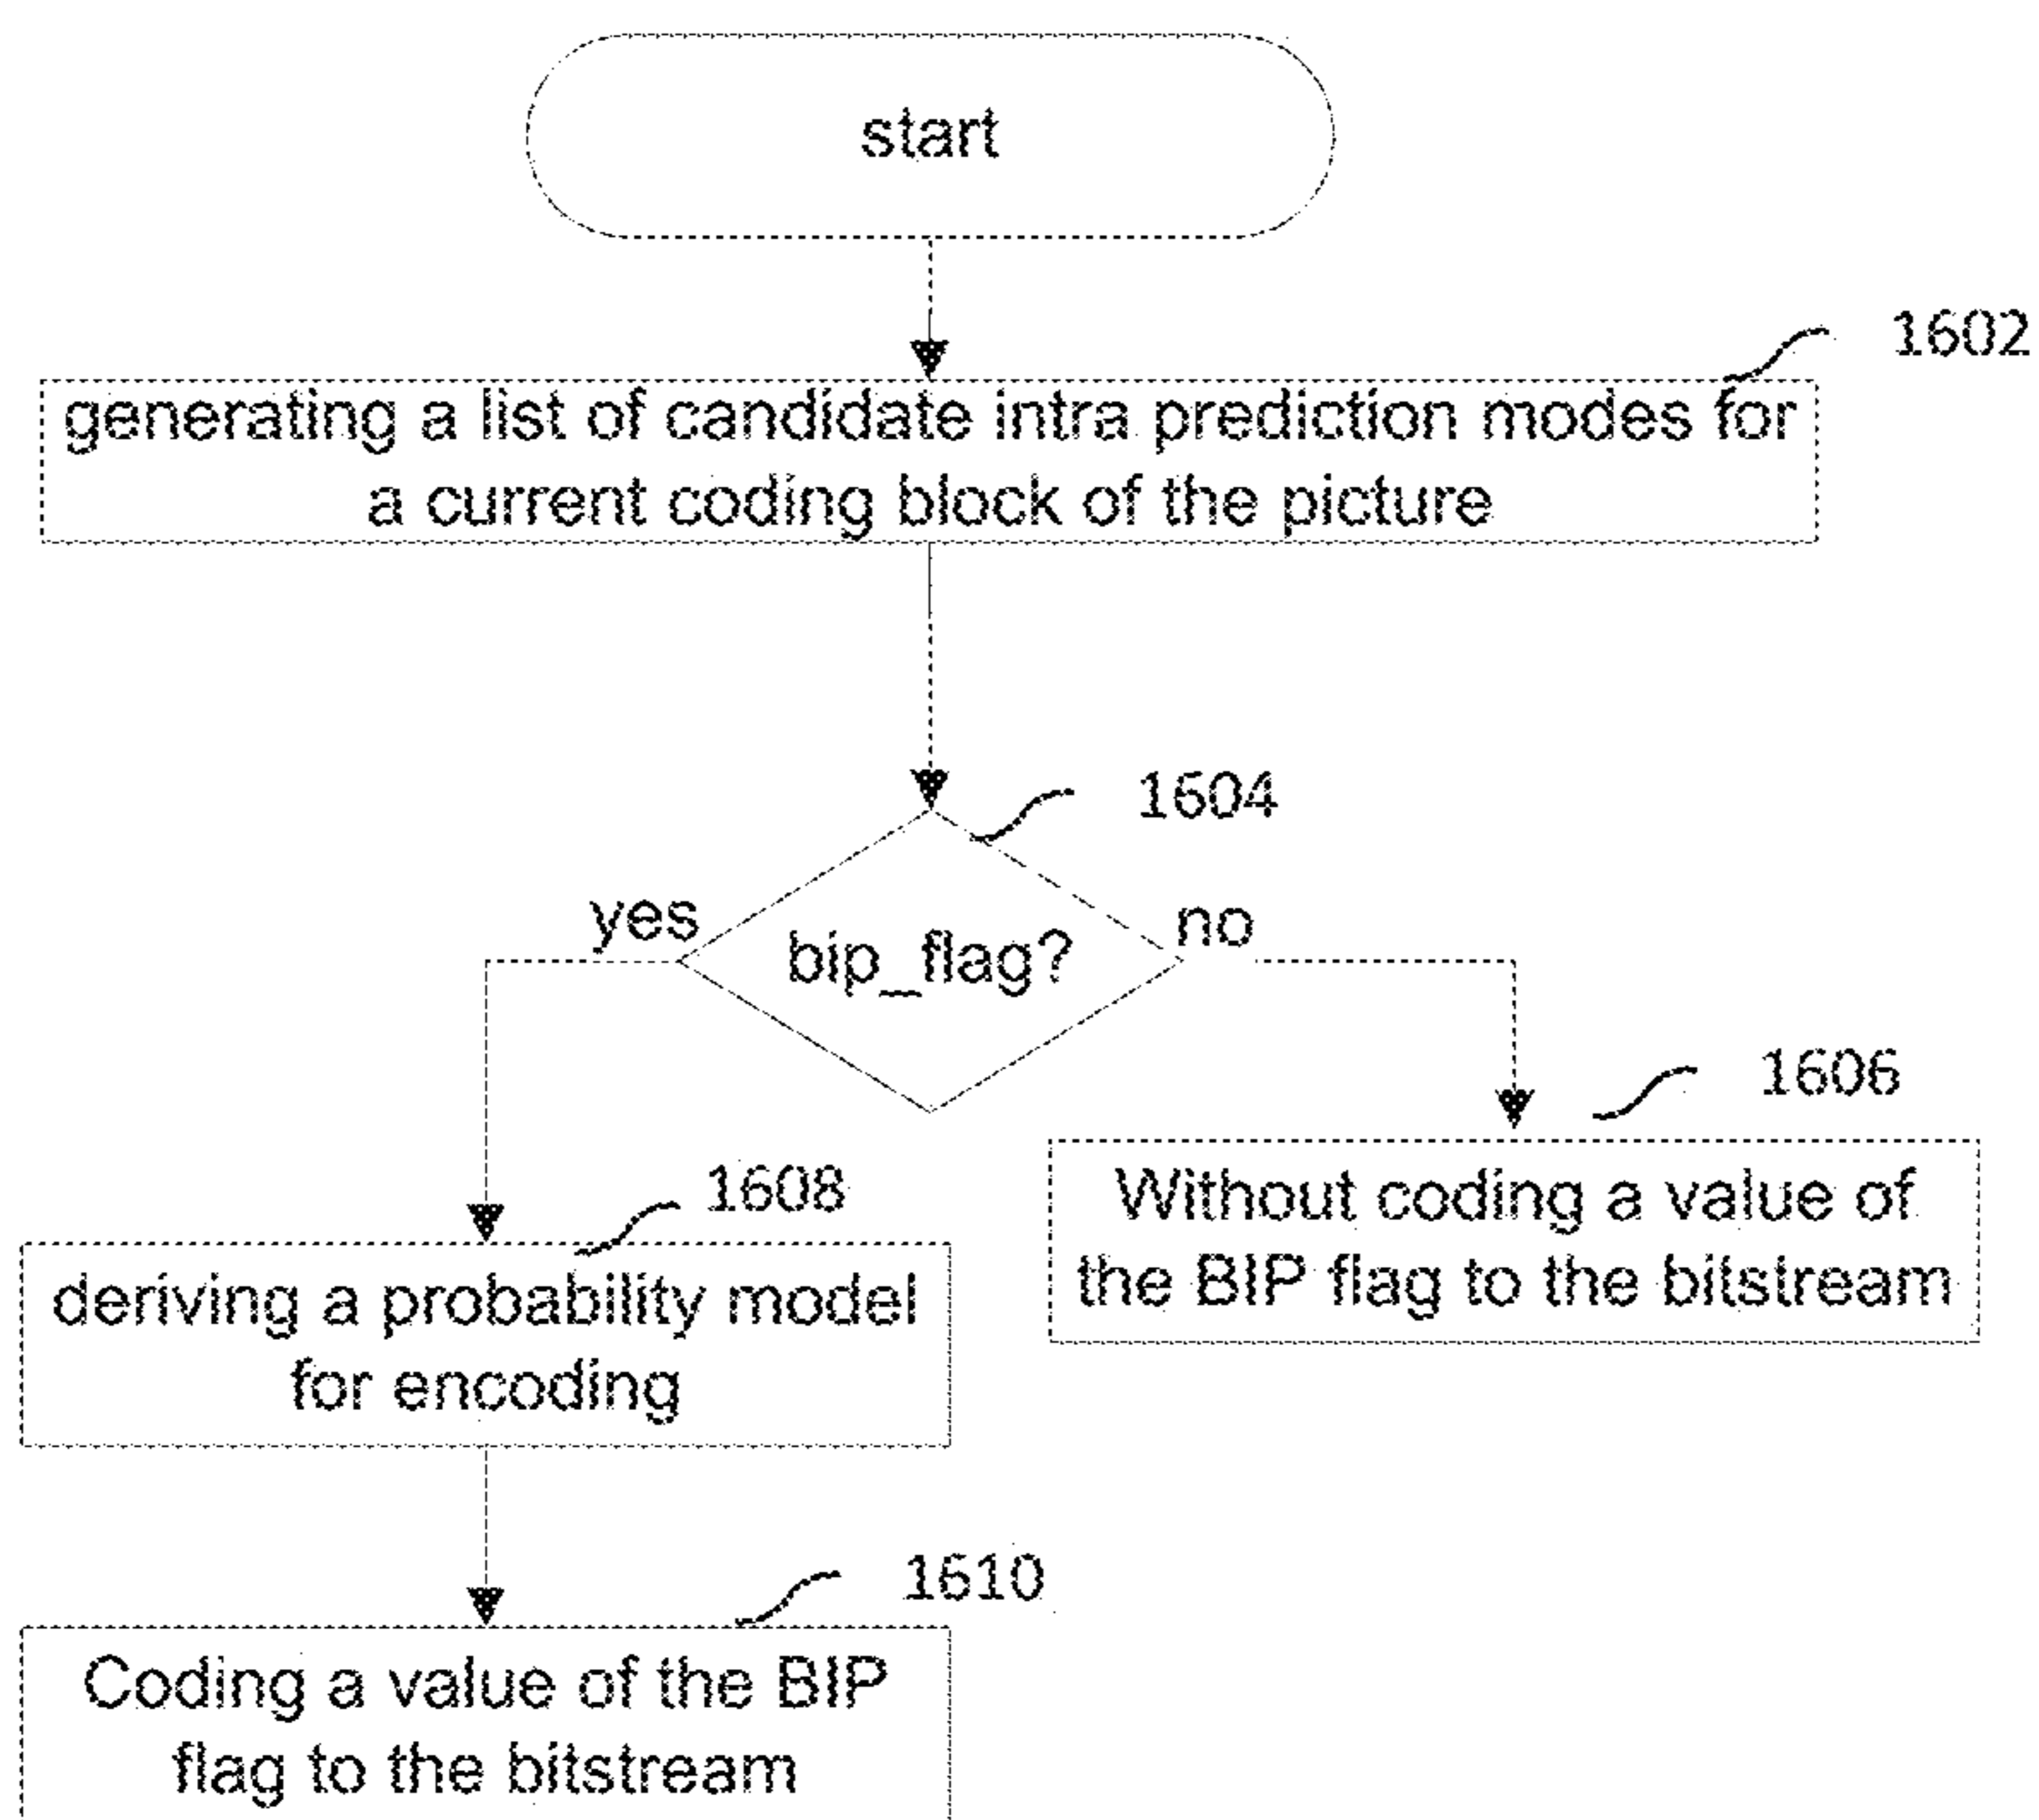 start
1602
generating a list of candidate intra prediction modes for
a current coding block of the picture
1604
yes
bip_flag?
no
1606
Without coding a value of
the BIP flag to the bitstream
1608
deriving a probability model
for encoding
1610
Coding a value of the BIP
flag to the bitstream